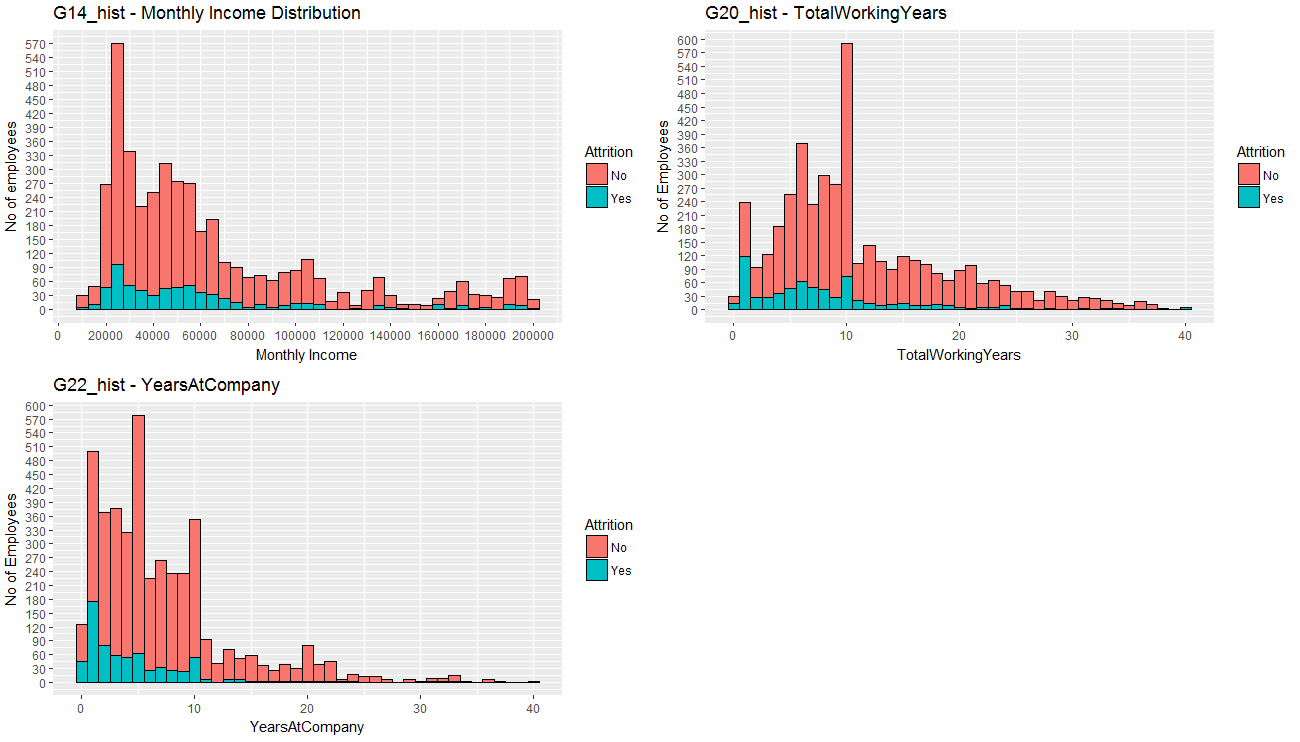 G14_hist - Monthly Income Distribution
570
540
510
480
450
420
390
360
330
300
270
240
210
180
150
120
90
60
30
0
No of employees
0 20000 40000 60000 80000 100000 120000 140000 160000 180000 200000
Monthly Income
Attrition
No
Yes
G20_hist - TotalWorkingYears
600
570
540
510
480
450
420
390
360
330
300
270
240
210
180
150
120
90
60
30
0
No of Employees
0 10 20 30 40
TotalWorkingYears
Attrition
No
Yes
G22_hist - YearsAtCompany
600
570
540
510
480
450
420
390
360
330
300
270
240
210
180
150
120
90
60
30
0
No of Employees
0 10 20 30 40
YearsAtCompany
Attrition
No
Yes